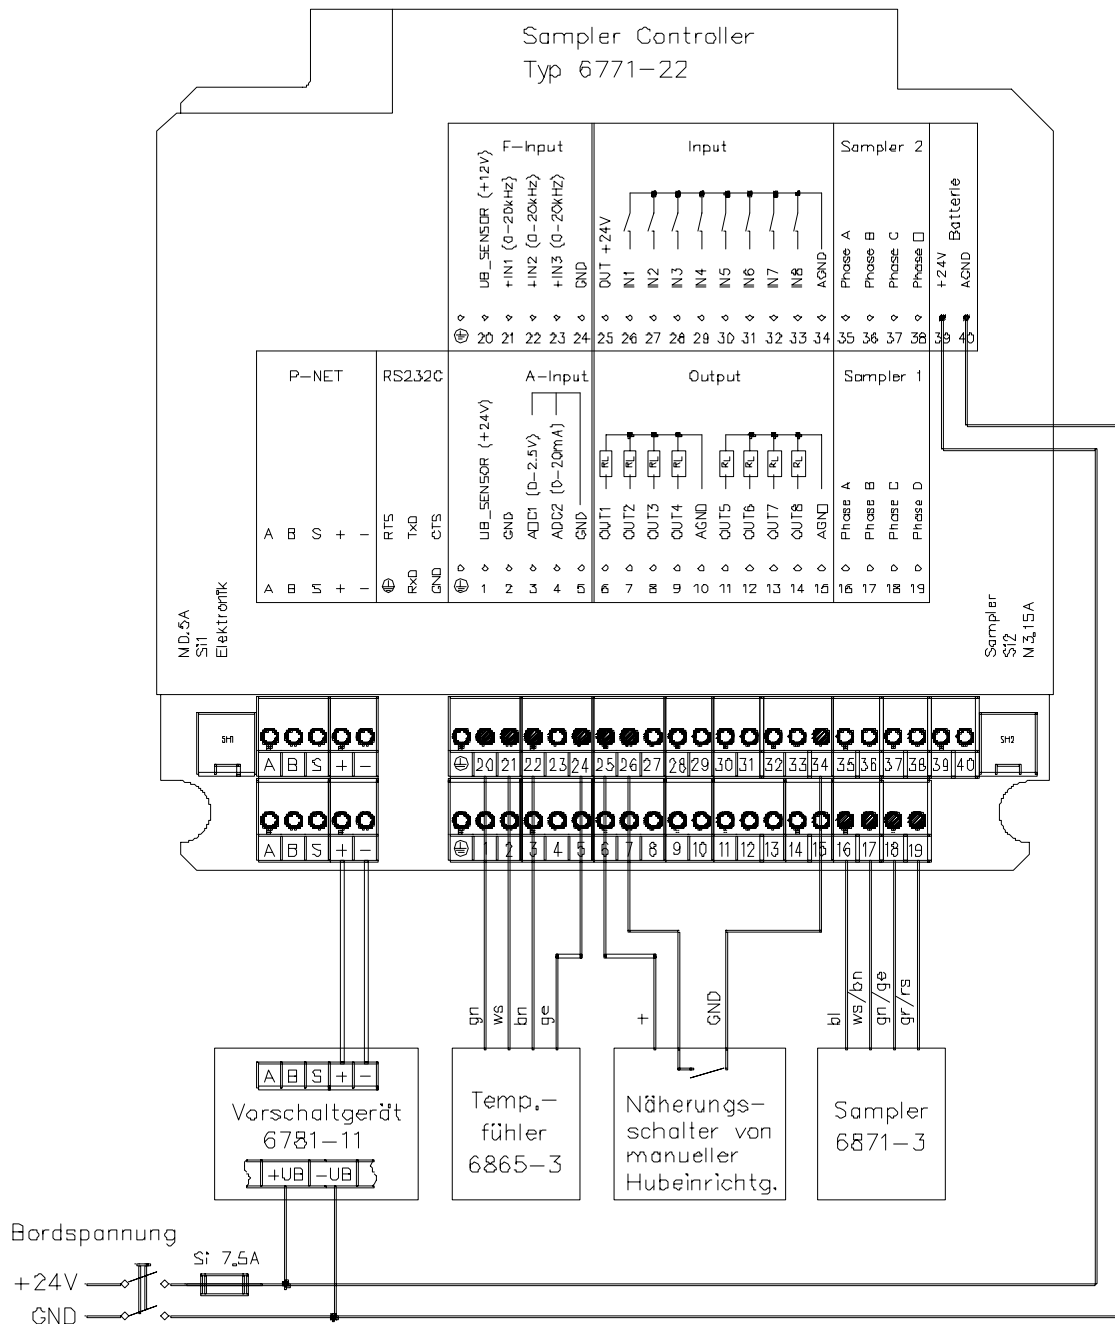 Sampler Controller
Typ 6771-22
F-Input
Input
Sampler 2
Batterie
UB_SENSOR (+12V)
+IN1 (0-20kHz)
+IN2 (0-20kHz)
+IN3 (0-20kHz)
GND
OUT +24V
IN1
IN2
IN3
IN4
IN5
IN6
IN7
IN8
AGND
Phase A
Phase B
Phase C
Phase D
+24V
AGND
20 21 22 23 24 25 26 27 28 29 30 31 32 33 34 35 36 37 38 39 40
P-NET
RS232C
A-Input
Output
Sampler 1
RL RL RL RL RL RL RL RL
A B S + -
RTS
TxD
CTS
UB_SENSOR (+24V)
GND
ADC1 (0-2.5V)
ADC2 (0-20mA)
GND
OUT1
OUT2
OUT3
OUT4
AGND
OUT5
OUT6
OUT7
OUT8
AGND
Phase A
Phase B
Phase C
Phase D
A B S + -
RxD
GND
1 2 3 4 5 6 7 8 9 10 11 12 13 14 15 16 17 18 19
M0.5A
Si1
Elektronik
Sampler
Si2
M3.15A
SH1
SH2
A B S + - 20 21 22 23 24 25 26 27 28 29 30 31 32 33 34 35 36 37 38 39 40
A B S + - 1 2 3 4 5 6 7 8 9 10 11 12 13 14 15 16 17 18 19
gn
ws
bn
ge
+
GND
bl
ws/bn
gn/ge
gr/rs
A B S + -
Vorschaltgerät
6781-11
+UB -UB
Temp.-
fühler
6865-3
Näherungs-
schalter von
manueller
Hubeinrichtg.
Sampler
6871-3
Bordspannung
Si 7.5A
+24V
GND